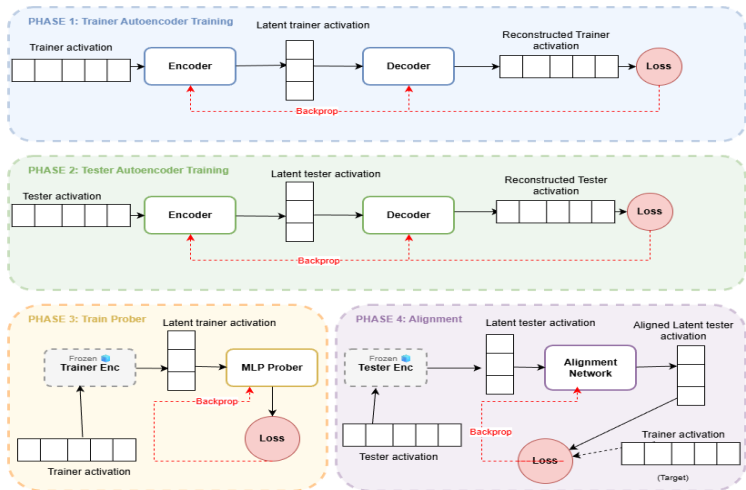 PHASE 1: Trainer Autoencoder Training
Latent trainer activation
Trainer activation
Reconstructed Trainer
activation
Encoder
Decoder
Loss
Backprop
PHASE 2: Tester Autoencoder Training
Latent tester activation
Tester activation
Reconstructed Tester
activation
Encoder
Decoder
Loss
Backprop
PHASE 3: Train Prober
Latent trainer activation
Frozen
Trainer Enc
MLP Prober
Backprop
Loss
Trainer activation
PHASE 4: Alignment
Latent tester activation
Aligned Latent tester
activation
Frozen
Tester Enc
Alignment
Network
Backprop
Trainer activation
Tester activation
Loss
(Target)